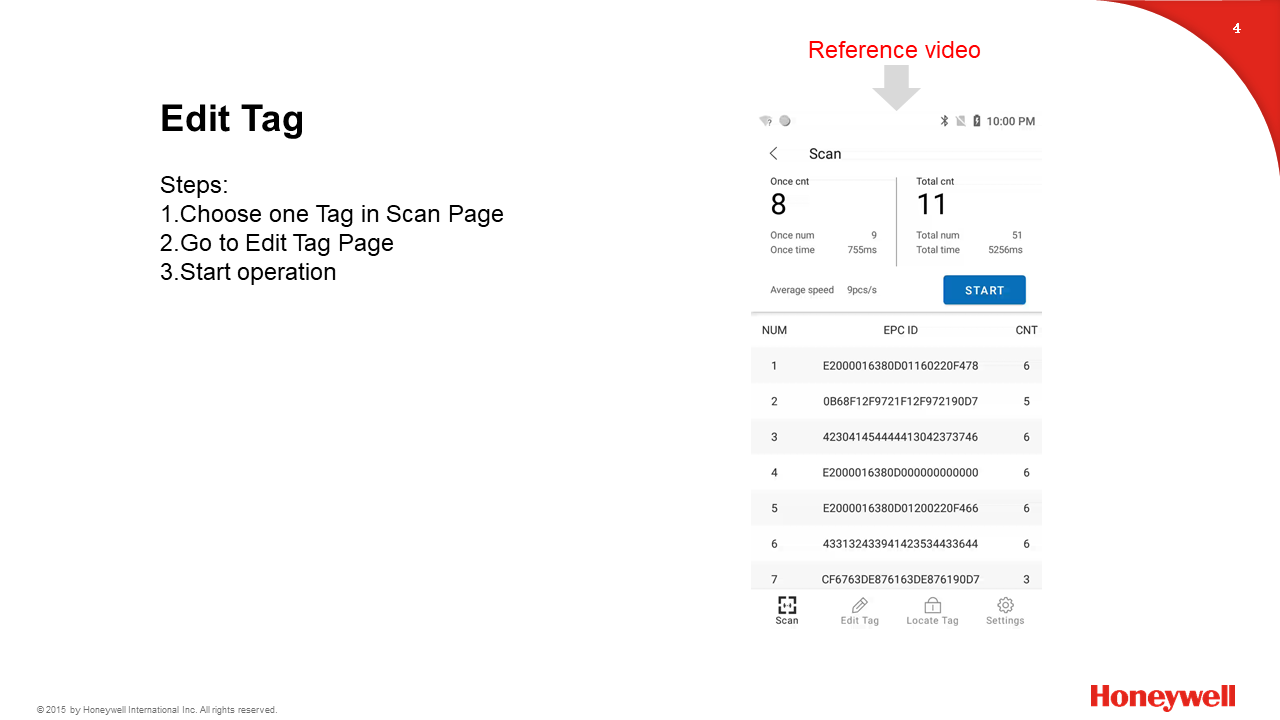 4
Reference video
Edit Tag
Steps:
1.Choose one Tag in Scan Page
2.Go to Edit Tag Page
3.Start operation
10:00 PM
Scan
Once cnt
8
Once num 9
Once time 755ms
Total cnt
11
Total num 51
Total time 5256ms
Average speed 9pcs/s
START
NUM EPC ID CNT
1 E2000016380D01160220F478 6
2 0B68F12F9721F12F972190D7 5
3 423041454444413042373746 6
4 E2000016380D000000000000 6
5 E2000016380D01200220F466 6
6 433132433941423534433644 6
7 CF6763DE876163DE876190D7 3
Scan Edit Tag Locate Tag Settings
© 2015 by Honeywell International Inc. All rights reserved.
Honeywell